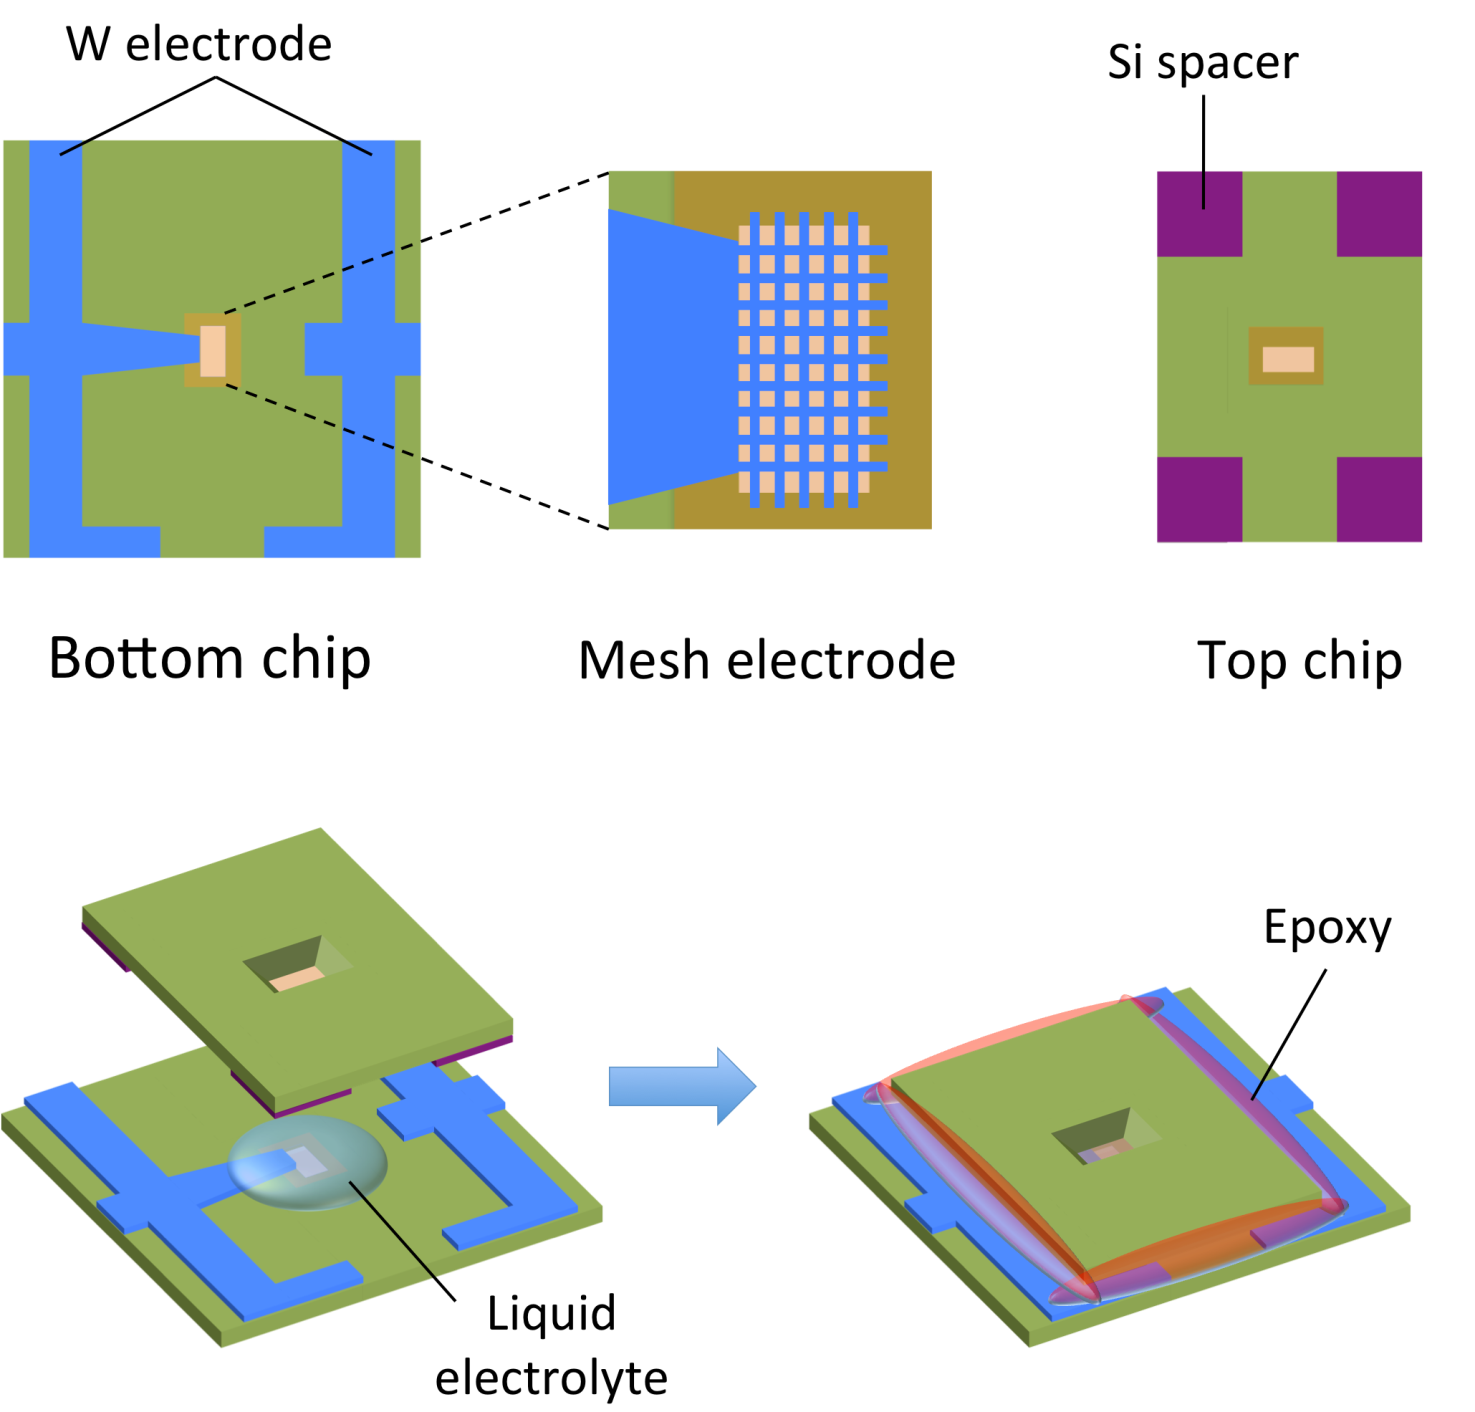 W electrode
Si spacer
Bottom chip
Mesh electrode
Top chip
Epoxy
Liquid
electrolyte